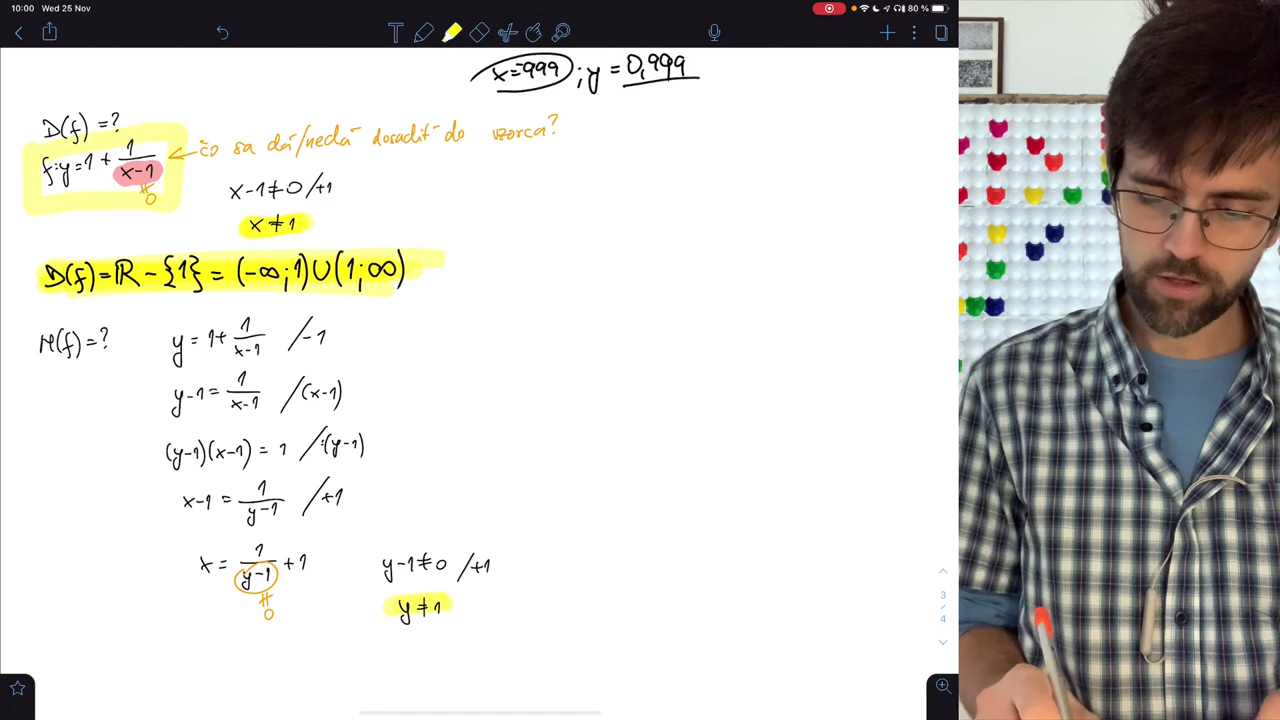 10:00 Wed 25 Nov
80 %
T
x=-999 ; y = 0,999
D(f) = ?
f: y = 1 + 1/(x-1)
≠ 0
čo sa dá/nedá dosadiť do vzorca?
x-1 ≠ 0 /+1
x ≠ 1
D(f) = ℝ - {1} = (-∞; 1) ∪ (1; ∞)
H(f) = ?
y = 1 + 1/(x-1) /-1
y-1 = 1/(x-1) /(x-1)
(y-1)(x-1) = 1 /:(y-1)
x-1 = 1/(y-1) /+1
x = 1/(y-1) + 1
≠ 0
y-1 ≠ 0 /+1
y ≠ 1
3
/
4